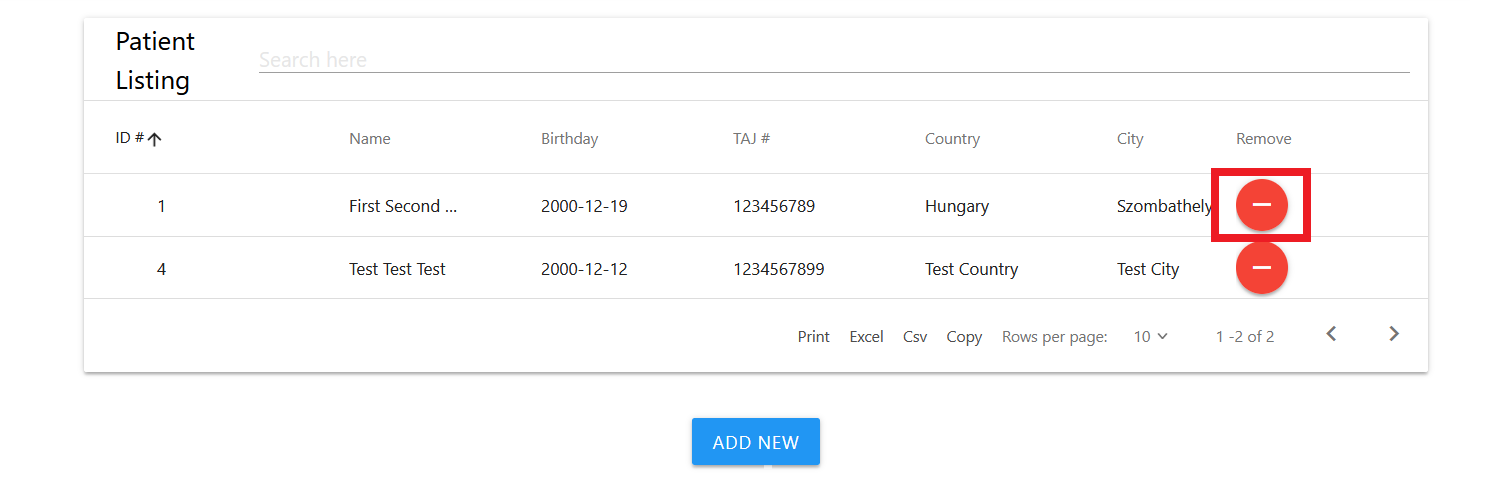 Patient
Listing
Search here
ID # Name Birthday TAJ # Country City Remove
1 First Second ... 2000-12-19 123456789 Hungary Szombathely
4 Test Test Test 2000-12-12 1234567899 Test Country Test City
Print Excel Csv Copy Rows per page: 10 1 -2 of 2
ADD NEW